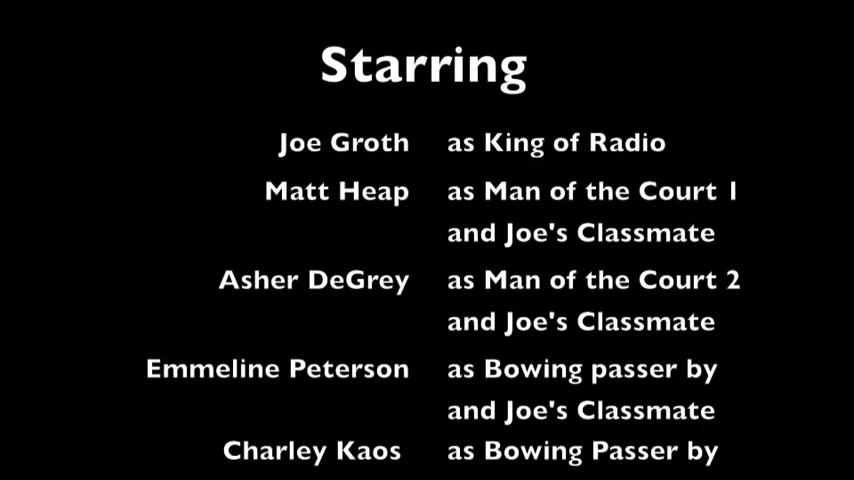 Starring
Joe Groth as King of Radio
Matt Heap as Man of the Court 1
and Joe's Classmate
Asher DeGrey as Man of the Court 2
and Joe's Classmate
Emmeline Peterson as Bowing passer by
and Joe's Classmate
Charley Kaos as Bowing Passer by